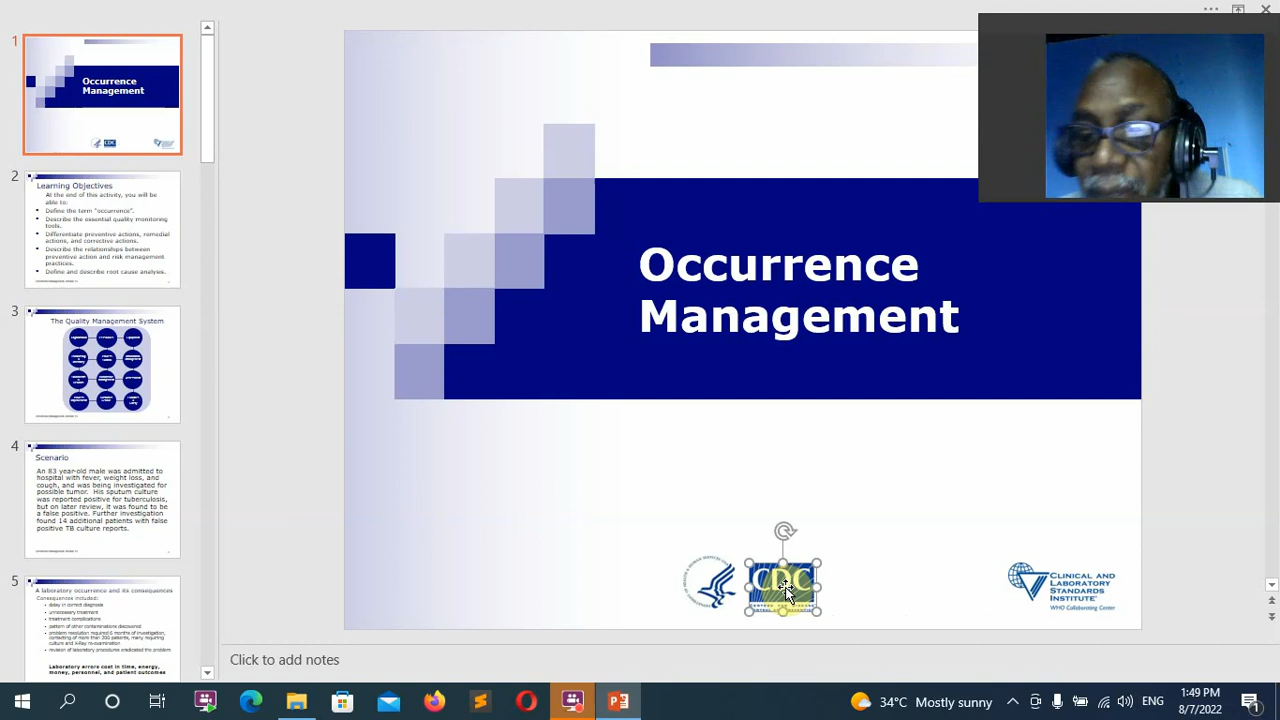 1
Occurrence
Management
2
Learning Objectives
At the end of this activity, you will be
able to:
Define the term "occurrence".
Describe the essential quality monitoring
tools.
Differentiate preventive actions, remedial
actions, and corrective actions.
Describe the relationships between
preventive action and risk management
practices.
Define and describe root cause analysis.
3
The Quality Management System
4
Scenario
An 83 year-old male was admitted to
hospital with fever, weight loss, and
cough, and was being investigated for
possible tumor. His sputum culture
was reported positive for tuberculosis,
but on later review, it was found to be
a false positive. Further investigation
found 14 additional patients with false
positive TB culture reports.
5
A laboratory occurrence and its consequences
Consequences included:
delay in correct diagnosis
unnecessary treatment
treatment complications
pattern of other contaminations discovered
problem resolution required 6 months of investigation,
contacting of more than 200 patients, many requiring
culture and X-Ray re-examination
revision of laboratory procedures eradicated the problem
Laboratory errors cost in time, energy,
money, personnel, and patient outcomes
Occurrence
Management
CDC
CLINICAL AND
LABORATORY
STANDARDS
INSTITUTE®
WHO Collaborating Center
Click to add notes
34°C Mostly sunny
ENG
1:49 PM
8/7/2022